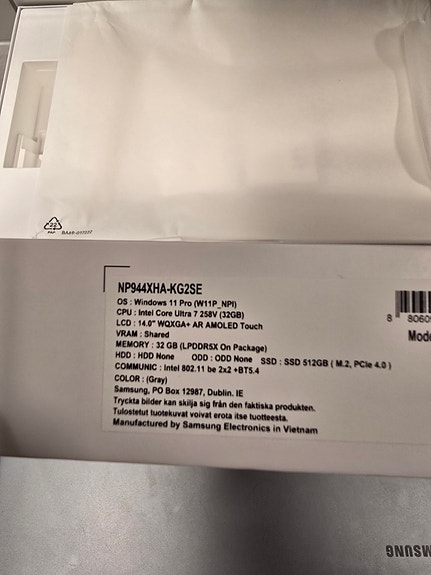 22
PAP
NP944XHA-KG2SE
OS : Windows 11 Pro (W11P_NPI)
CPU : Intel Core Ultra 7 258V (32GB)
LCD : 14.0" WQXGA+ AR AMOLED Touch
VRAM : Shared
MEMORY : 32 GB (LPDDR5X On Package)
HDD : HDD None ODD : ODD None SSD : SSD 512GB ( M.2, PCIe 4.0 )
COMMUNIC : Intel 802.11 be 2x2 +BT5.4
COLOR : (Gray)
Samsung, PO Box 12987, Dublin. IE
Tryckta bilder kan skilja sig från den faktiska produkten.
Tulostetut tuotekuvat voivat erota itse tuotteesta.
Manufactured by Samsung Electronics in Vietnam
8 80609
Mode
SAMSUNG